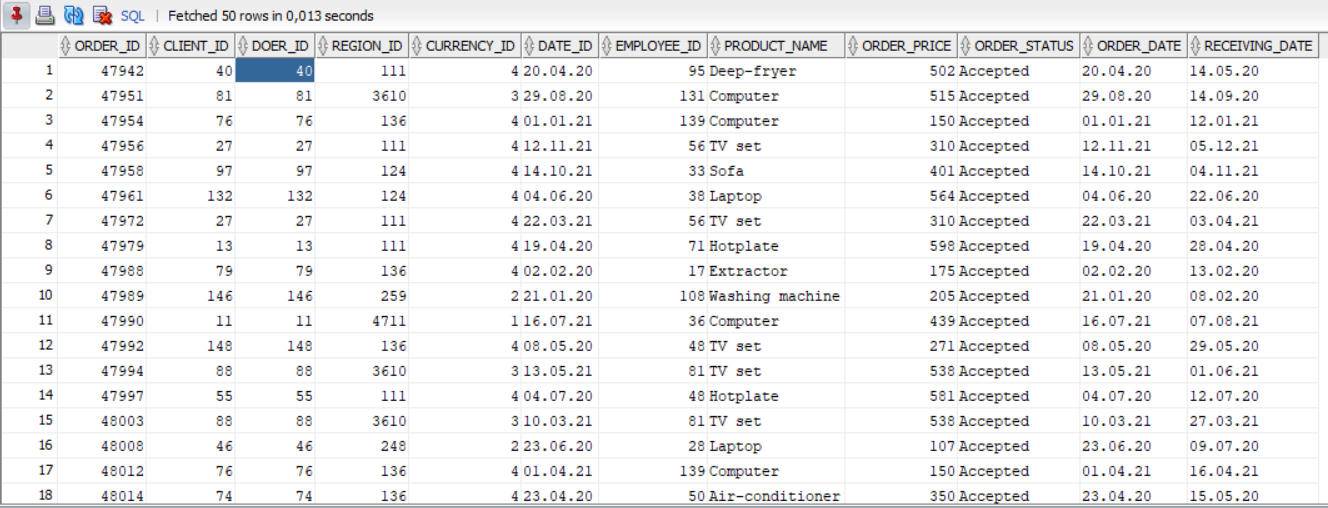 SQL | Fetched 50 rows in 0,013 seconds
ORDER_ID CLIENT_ID DOER_ID REGION_ID CURRENCY_ID DATE_ID EMPLOYEE_ID PRODUCT_NAME ORDER_PRICE ORDER_STATUS ORDER_DATE RECEIVING_DATE
1 47942 40 40 111 4 20.04.20 95 Deep-fryer 502 Accepted 20.04.20 14.05.20
2 47951 81 81 3610 3 29.08.20 131 Computer 515 Accepted 29.08.20 14.09.20
3 47954 76 76 136 4 01.01.21 139 Computer 150 Accepted 01.01.21 12.01.21
4 47956 27 27 111 4 12.11.21 56 TV set 310 Accepted 12.11.21 05.12.21
5 47958 97 97 124 4 14.10.21 33 Sofa 401 Accepted 14.10.21 04.11.21
6 47961 132 132 124 4 04.06.20 38 Laptop 564 Accepted 04.06.20 22.06.20
7 47972 27 27 111 4 22.03.21 56 TV set 310 Accepted 22.03.21 03.04.21
8 47979 13 13 111 4 19.04.20 71 Hotplate 598 Accepted 19.04.20 28.04.20
9 47988 79 79 136 4 02.02.20 17 Extractor 175 Accepted 02.02.20 13.02.20
10 47989 146 146 259 2 21.01.20 108 Washing machine 205 Accepted 21.01.20 08.02.20
11 47990 11 11 4711 1 16.07.21 36 Computer 439 Accepted 16.07.21 07.08.21
12 47992 148 148 136 4 08.05.20 48 TV set 271 Accepted 08.05.20 29.05.20
13 47994 88 88 3610 3 13.05.21 81 TV set 538 Accepted 13.05.21 01.06.21
14 47997 55 55 111 4 04.07.20 48 Hotplate 581 Accepted 04.07.20 12.07.20
15 48003 88 88 3610 3 10.03.21 81 TV set 538 Accepted 10.03.21 27.03.21
16 48008 46 46 248 2 23.06.20 28 Laptop 107 Accepted 23.06.20 09.07.20
17 48012 76 76 136 4 01.04.21 139 Computer 150 Accepted 01.04.21 16.04.21
18 48014 74 74 136 4 23.04.20 50 Air-conditioner 350 Accepted 23.04.20 15.05.20